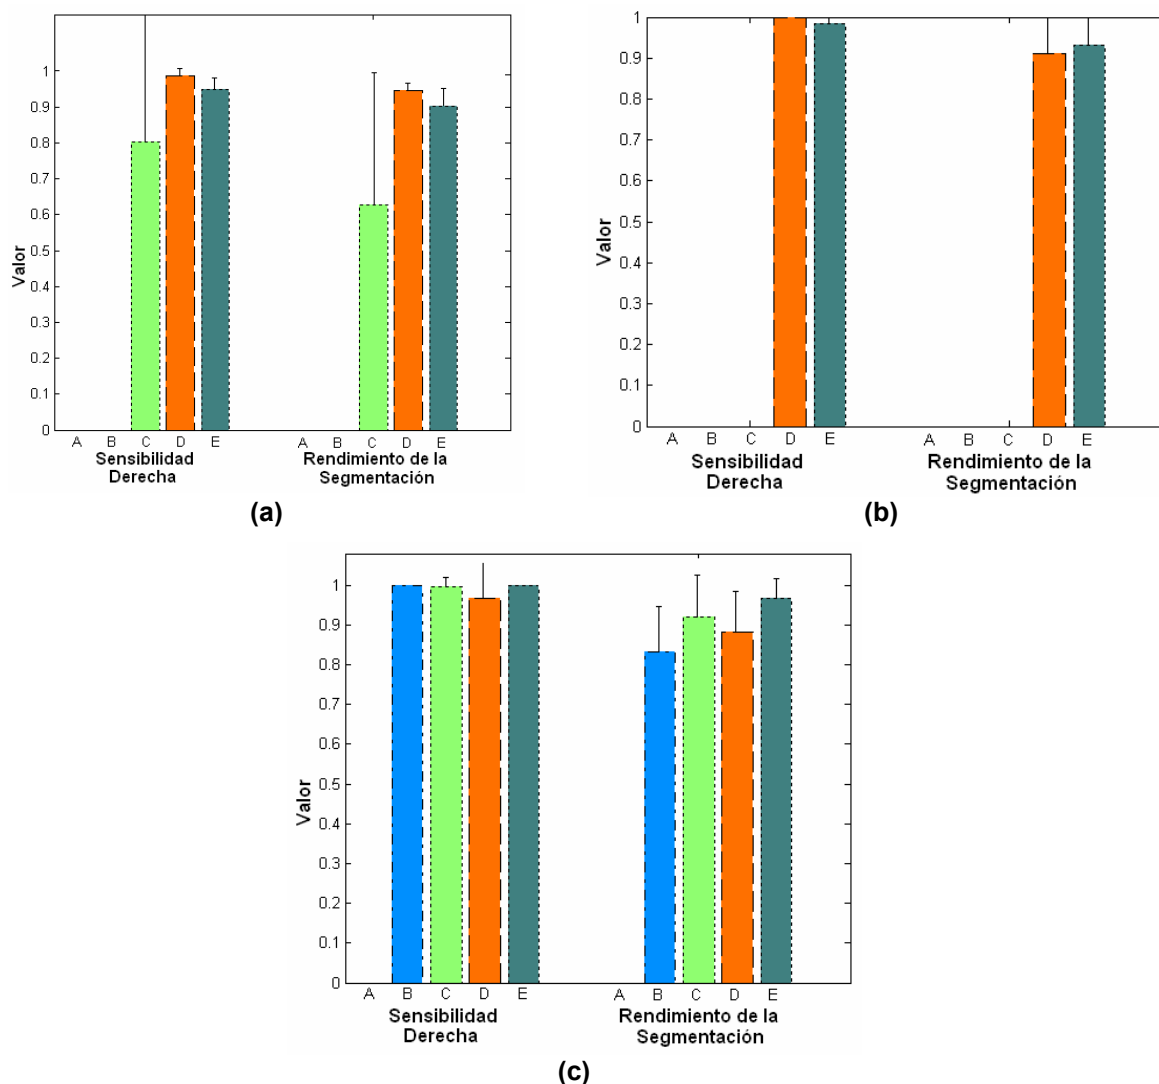 1
0.9
0.8
0.7
0.6
0.5
0.4
0.3
0.2
0.1
0
Valor
A B C D E A B C D E
Sensibilidad Rendimiento de la
Derecha Segmentación
(a)
1
0.9
0.8
0.7
0.6
0.5
0.4
0.3
0.2
0.1
0
Valor
A B C D E A B C D E
Sensibilidad Rendimiento de la
Derecha Segmentación
(b)
1
0.9
0.8
0.7
0.6
0.5
0.4
0.3
0.2
0.1
0
Valor
A B C D E A B C D E
Sensibilidad Rendimiento de la
Derecha Segmentación
(c)